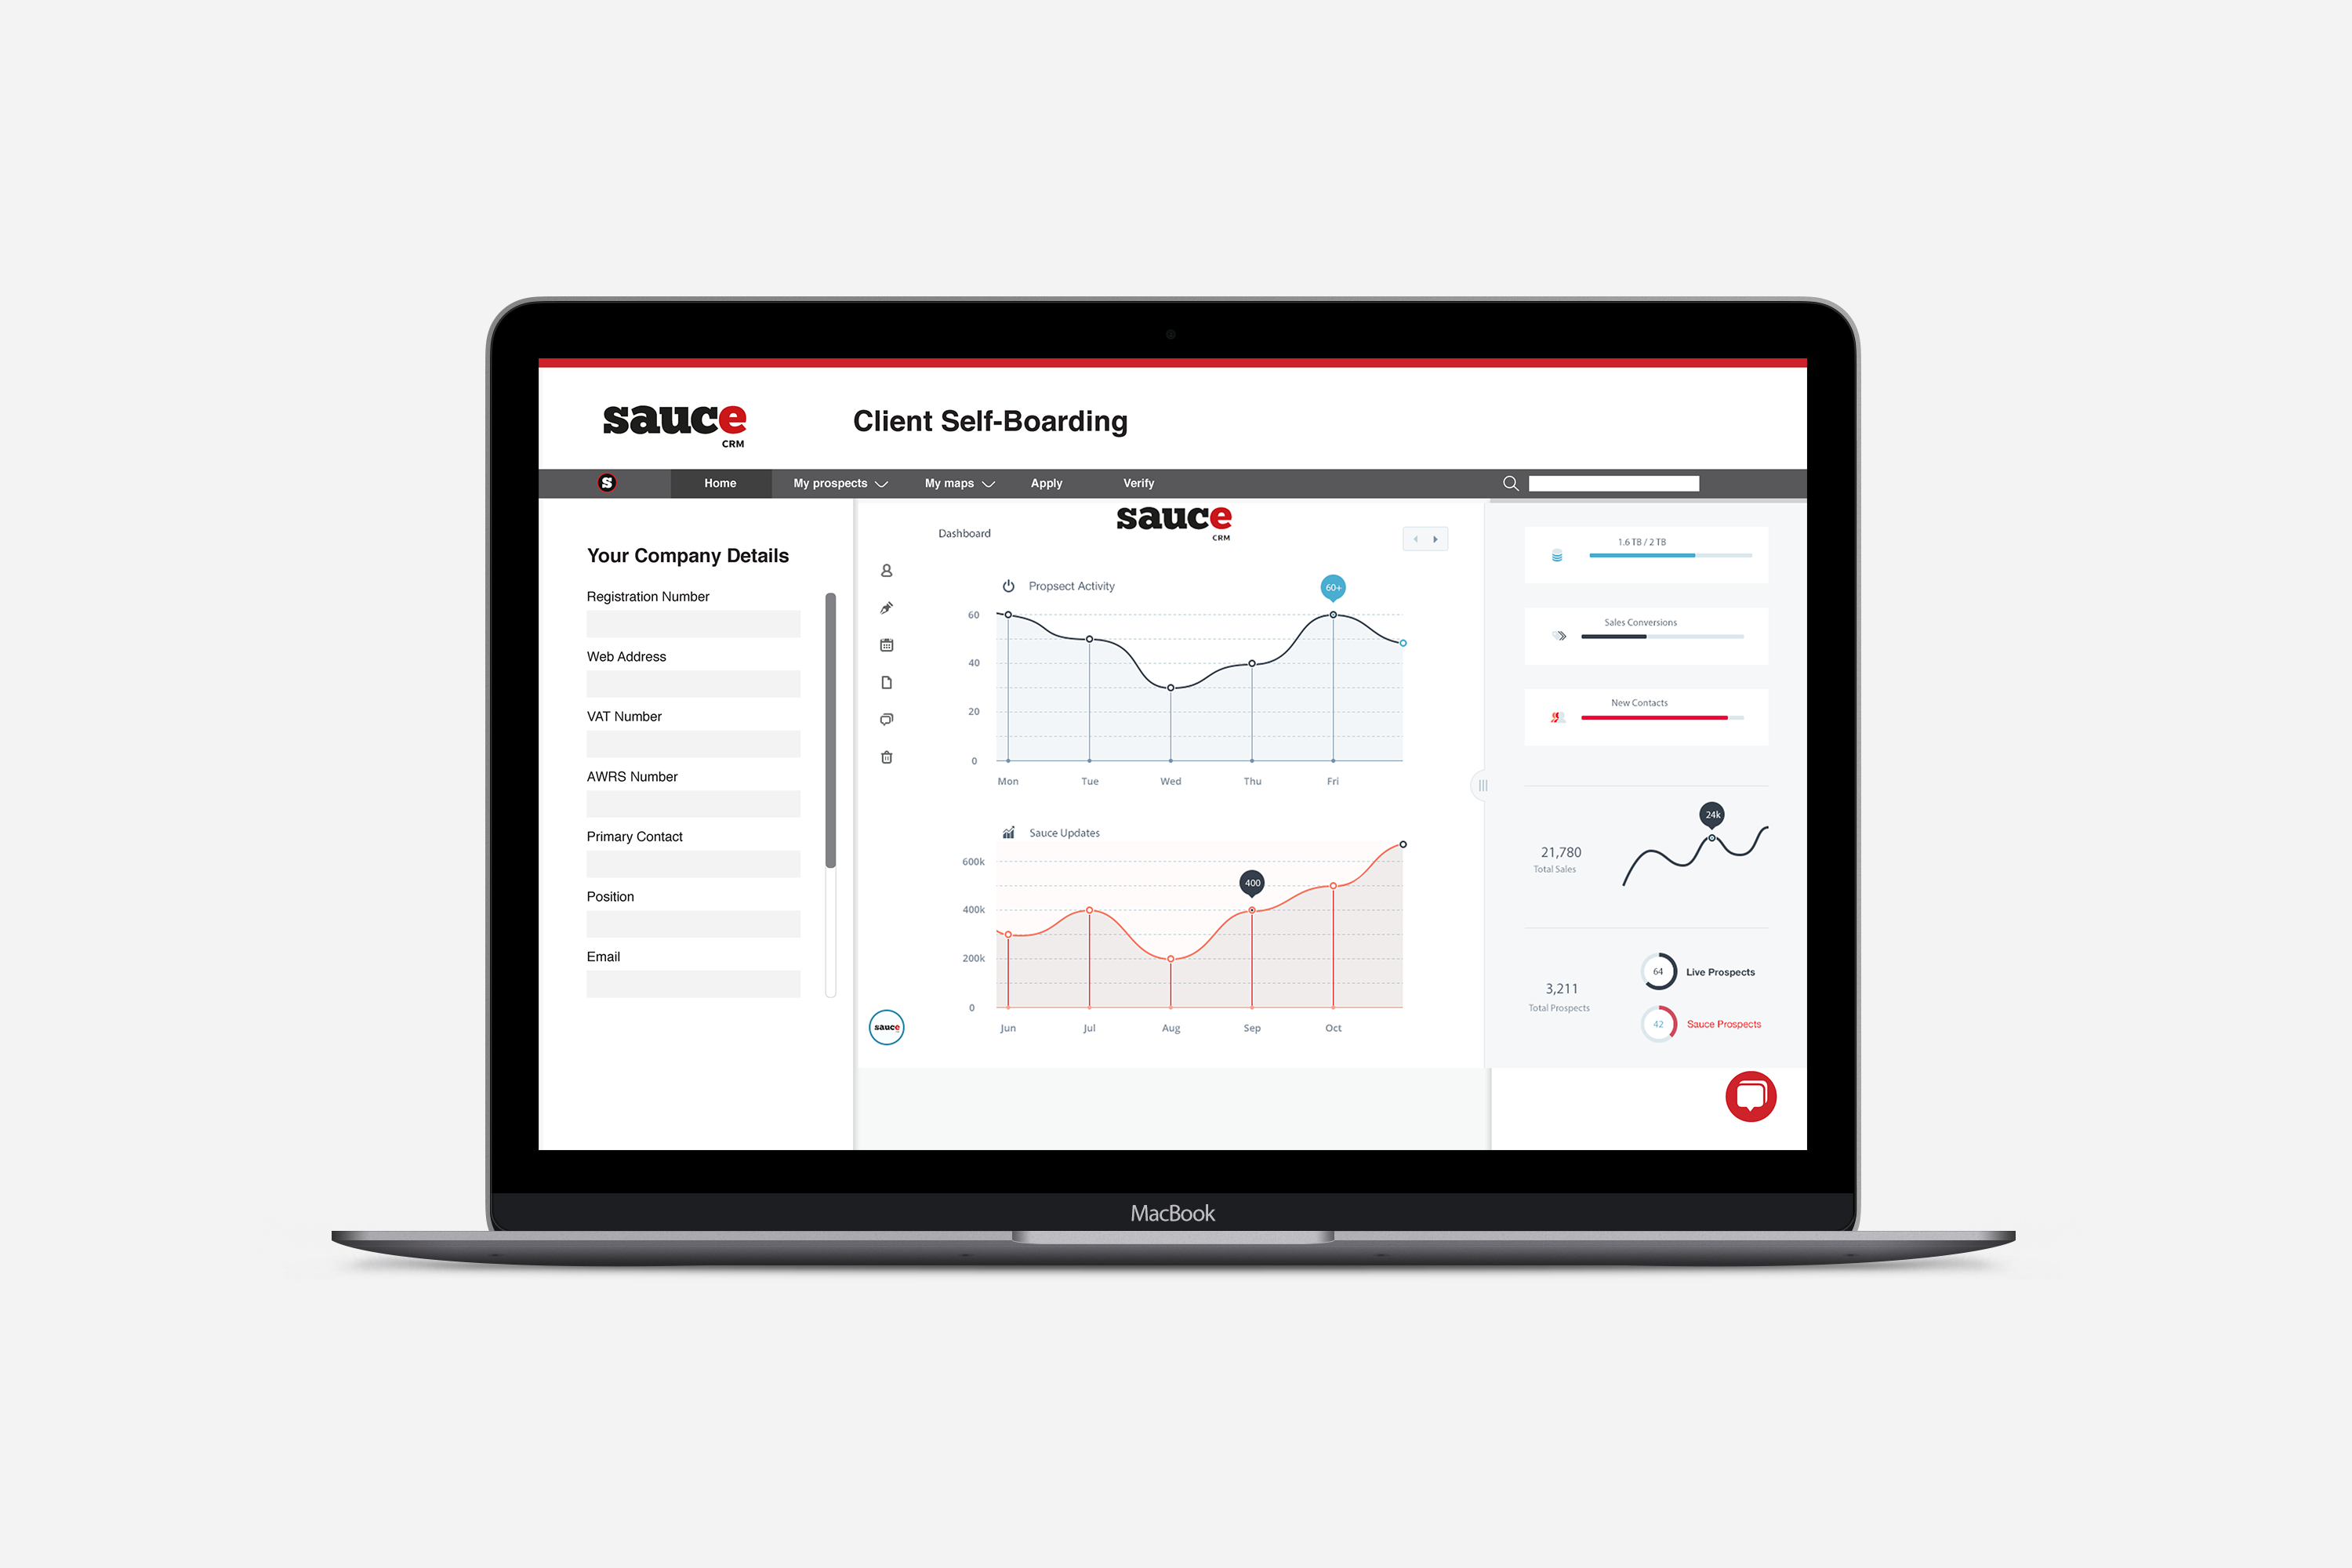 sauce
CRM
Client Self-Boarding
S
Home
My prospects
My maps
Apply
Verify
Your Company Details
Registration Number
Web Address
VAT Number
AWRS Number
Primary Contact
Position
Email
sauce
CRM
Dashboard
Propsect Activity
60+
60
40
20
0
Mon Tue Wed Thu Fri
Sauce Updates
600k
400
400k
200k
0
Jun Jul Aug Sep Oct
sauce
1.6 TB / 2 TB
Sales Conversions
New Contacts
24k
21,780
Total Sales
3,211
Total Prospects
64 Live Prospects
42 Sauce Prospects
MacBook